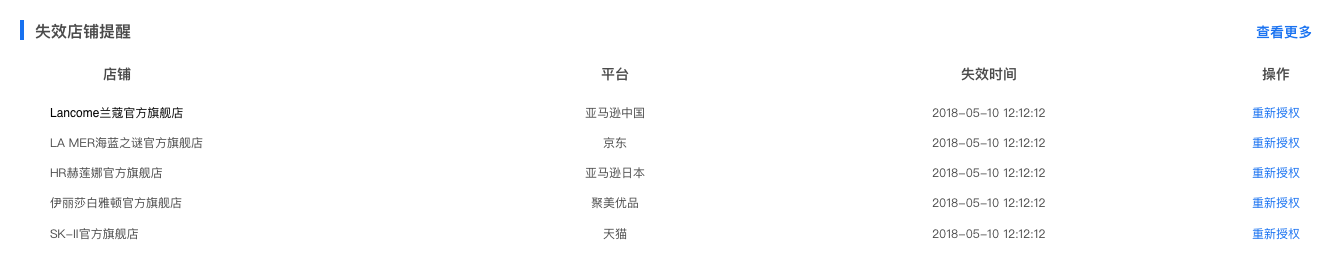 失效店铺提醒 查看更多
店铺 平台 失效时间 操作
Lancome兰蔻官方旗舰店 亚马逊中国 2018-05-10 12:12:12 重新授权
LA MER海蓝之谜官方旗舰店 京东 2018-05-10 12:12:12 重新授权
HR赫莲娜官方旗舰店 亚马逊日本 2018-05-10 12:12:12 重新授权
伊丽莎白雅顿官方旗舰店 聚美优品 2018-05-10 12:12:12 重新授权
SK-II官方旗舰店 天猫 2018-05-10 12:12:12 重新授权